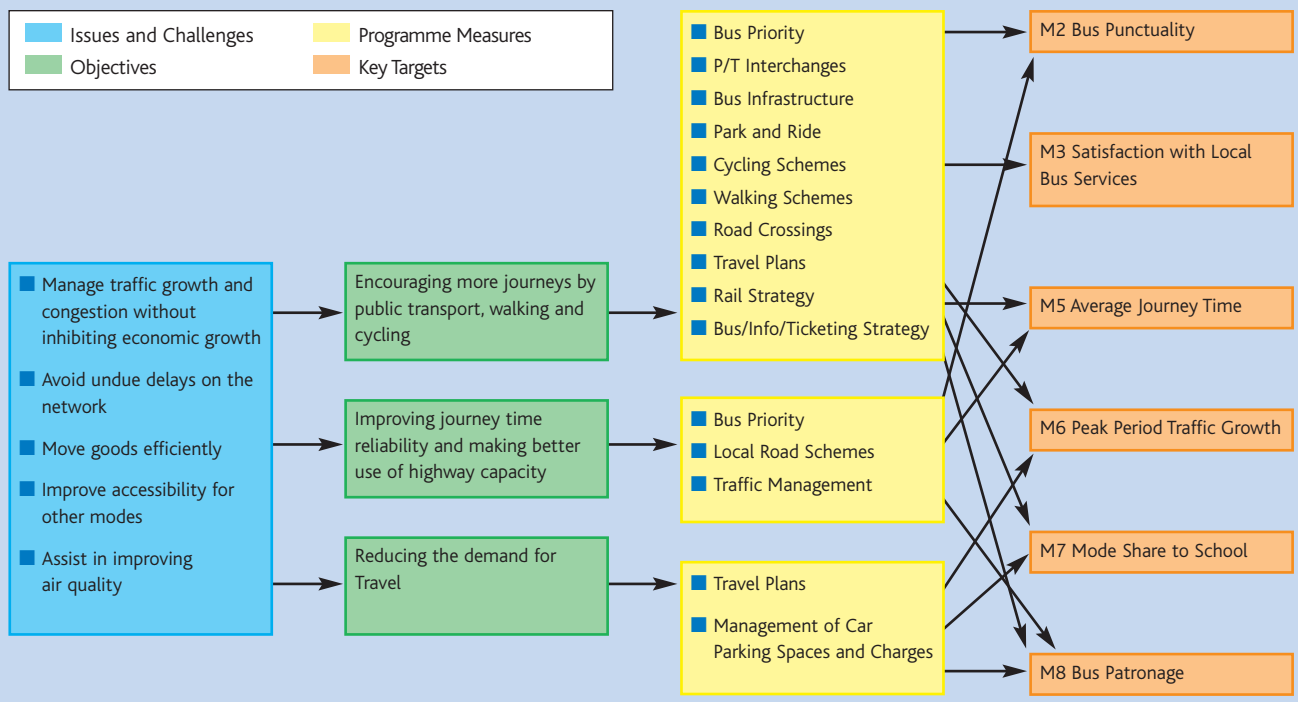 Issues and Challenges
Programme Measures
Objectives
Key Targets
Manage traffic growth and
congestion without
inhibiting economic growth
Avoid undue delays on the
network
Move goods efficiently
Improve accessibility for
other modes
Assist in improving
air quality
Encouraging more journeys by
public transport, walking and
cycling
Improving journey time
reliability and making better
use of highway capacity
Reducing the demand for
Travel
Bus Priority
P/T Interchanges
Bus Infrastructure
Park and Ride
Cycling Schemes
Walking Schemes
Road Crossings
Travel Plans
Rail Strategy
Bus/Info/Ticketing Strategy
Bus Priority
Local Road Schemes
Traffic Management
Travel Plans
Management of Car
Parking Spaces and Charges
M2 Bus Punctuality
M3 Satisfaction with Local
Bus Services
M5 Average Journey Time
M6 Peak Period Traffic Growth
M7 Mode Share to School
M8 Bus Patronage